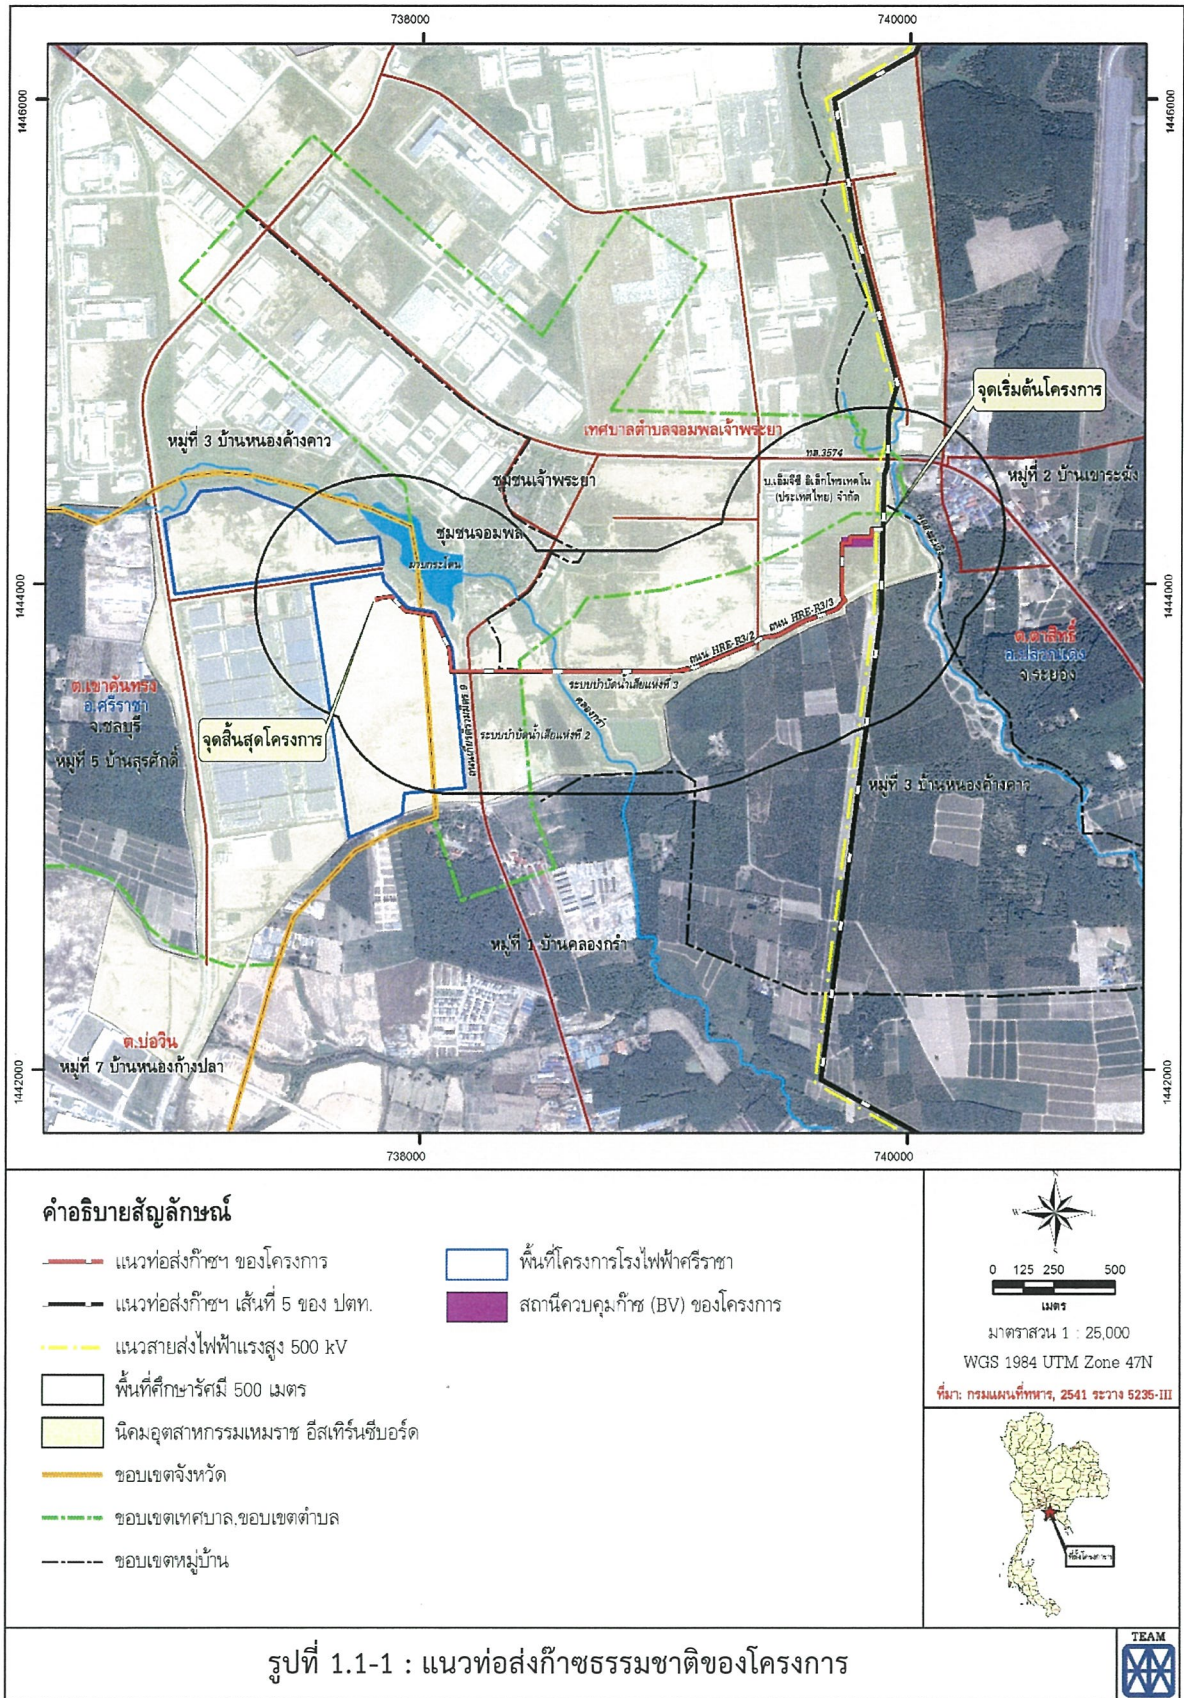 738000
740000
1446000
1446000
จุดเริ่มต้นโครงการ
เทศบาลตำบลจอมพลเจ้าพระยา
หมู่ที่ 3 บ้านหนองค้างคาว
ทล.3574
หมู่ที่ 2 บ้านเขาระฆัง
ชุมชนเจ้าพระยา
บ.เอ็มจีซี อิเล็กโทรเทคโน
(ประเทศไทย) จำกัด
ชุมชนจอมพล
มาบกระโดน
1444000
1444000
ถนน HRE-R3/3
ถนน HRE-R3/2
ต.ตาสิทธิ์
อ.ปลวกแดง
จ.ระยอง
ต.เขาคันทรง
อ.ศรีราชา
จ.ชลบุรี
หมู่ที่ 5 บ้านสุรศักดิ์
ระบบบำบัดน้ำเสียแห่งที่ 3
คลองกรำ
จุดสิ้นสุดโครงการ
ระบบบำบัดน้ำเสียแห่งที่ 2
หมู่ที่ 3 บ้านหนองค้างคาว
หมู่ที่ 1 บ้านคลองกรำ
ต.บ่อวิน
หมู่ที่ 7 บ้านหนองก้างปลา
1442000
1442000
738000
740000
คำอธิบายสัญลักษณ์
แนวท่อส่งก๊าซฯ ของโครงการ
แนวท่อส่งก๊าซฯ เส้นที่ 5 ของ ปตท.
แนวสายส่งไฟฟ้าแรงสูง 500 kV
พื้นที่ศึกษารัศมี 500 เมตร
นิคมอุตสาหกรรมเหมราช อีสเทิร์นซีบอร์ด
ขอบเขตจังหวัด
ขอบเขตเทศบาล,ขอบเขตตำบล
ขอบเขตหมู่บ้าน
พื้นที่โครงการโรงไฟฟ้าศรีราชา
สถานีควบคุมก๊าซ (BV) ของโครงการ
0 125 250 500
เมตร
มาตราส่วน 1 : 25,000
WGS 1984 UTM Zone 47N
ที่มา: กรมแผนที่ทหาร, 2541 ระวาง 5235-III
ที่ตั้งโครงการ
รูปที่ 1.1-1 : แนวท่อส่งก๊าซธรรมชาติของโครงการ
TEAM